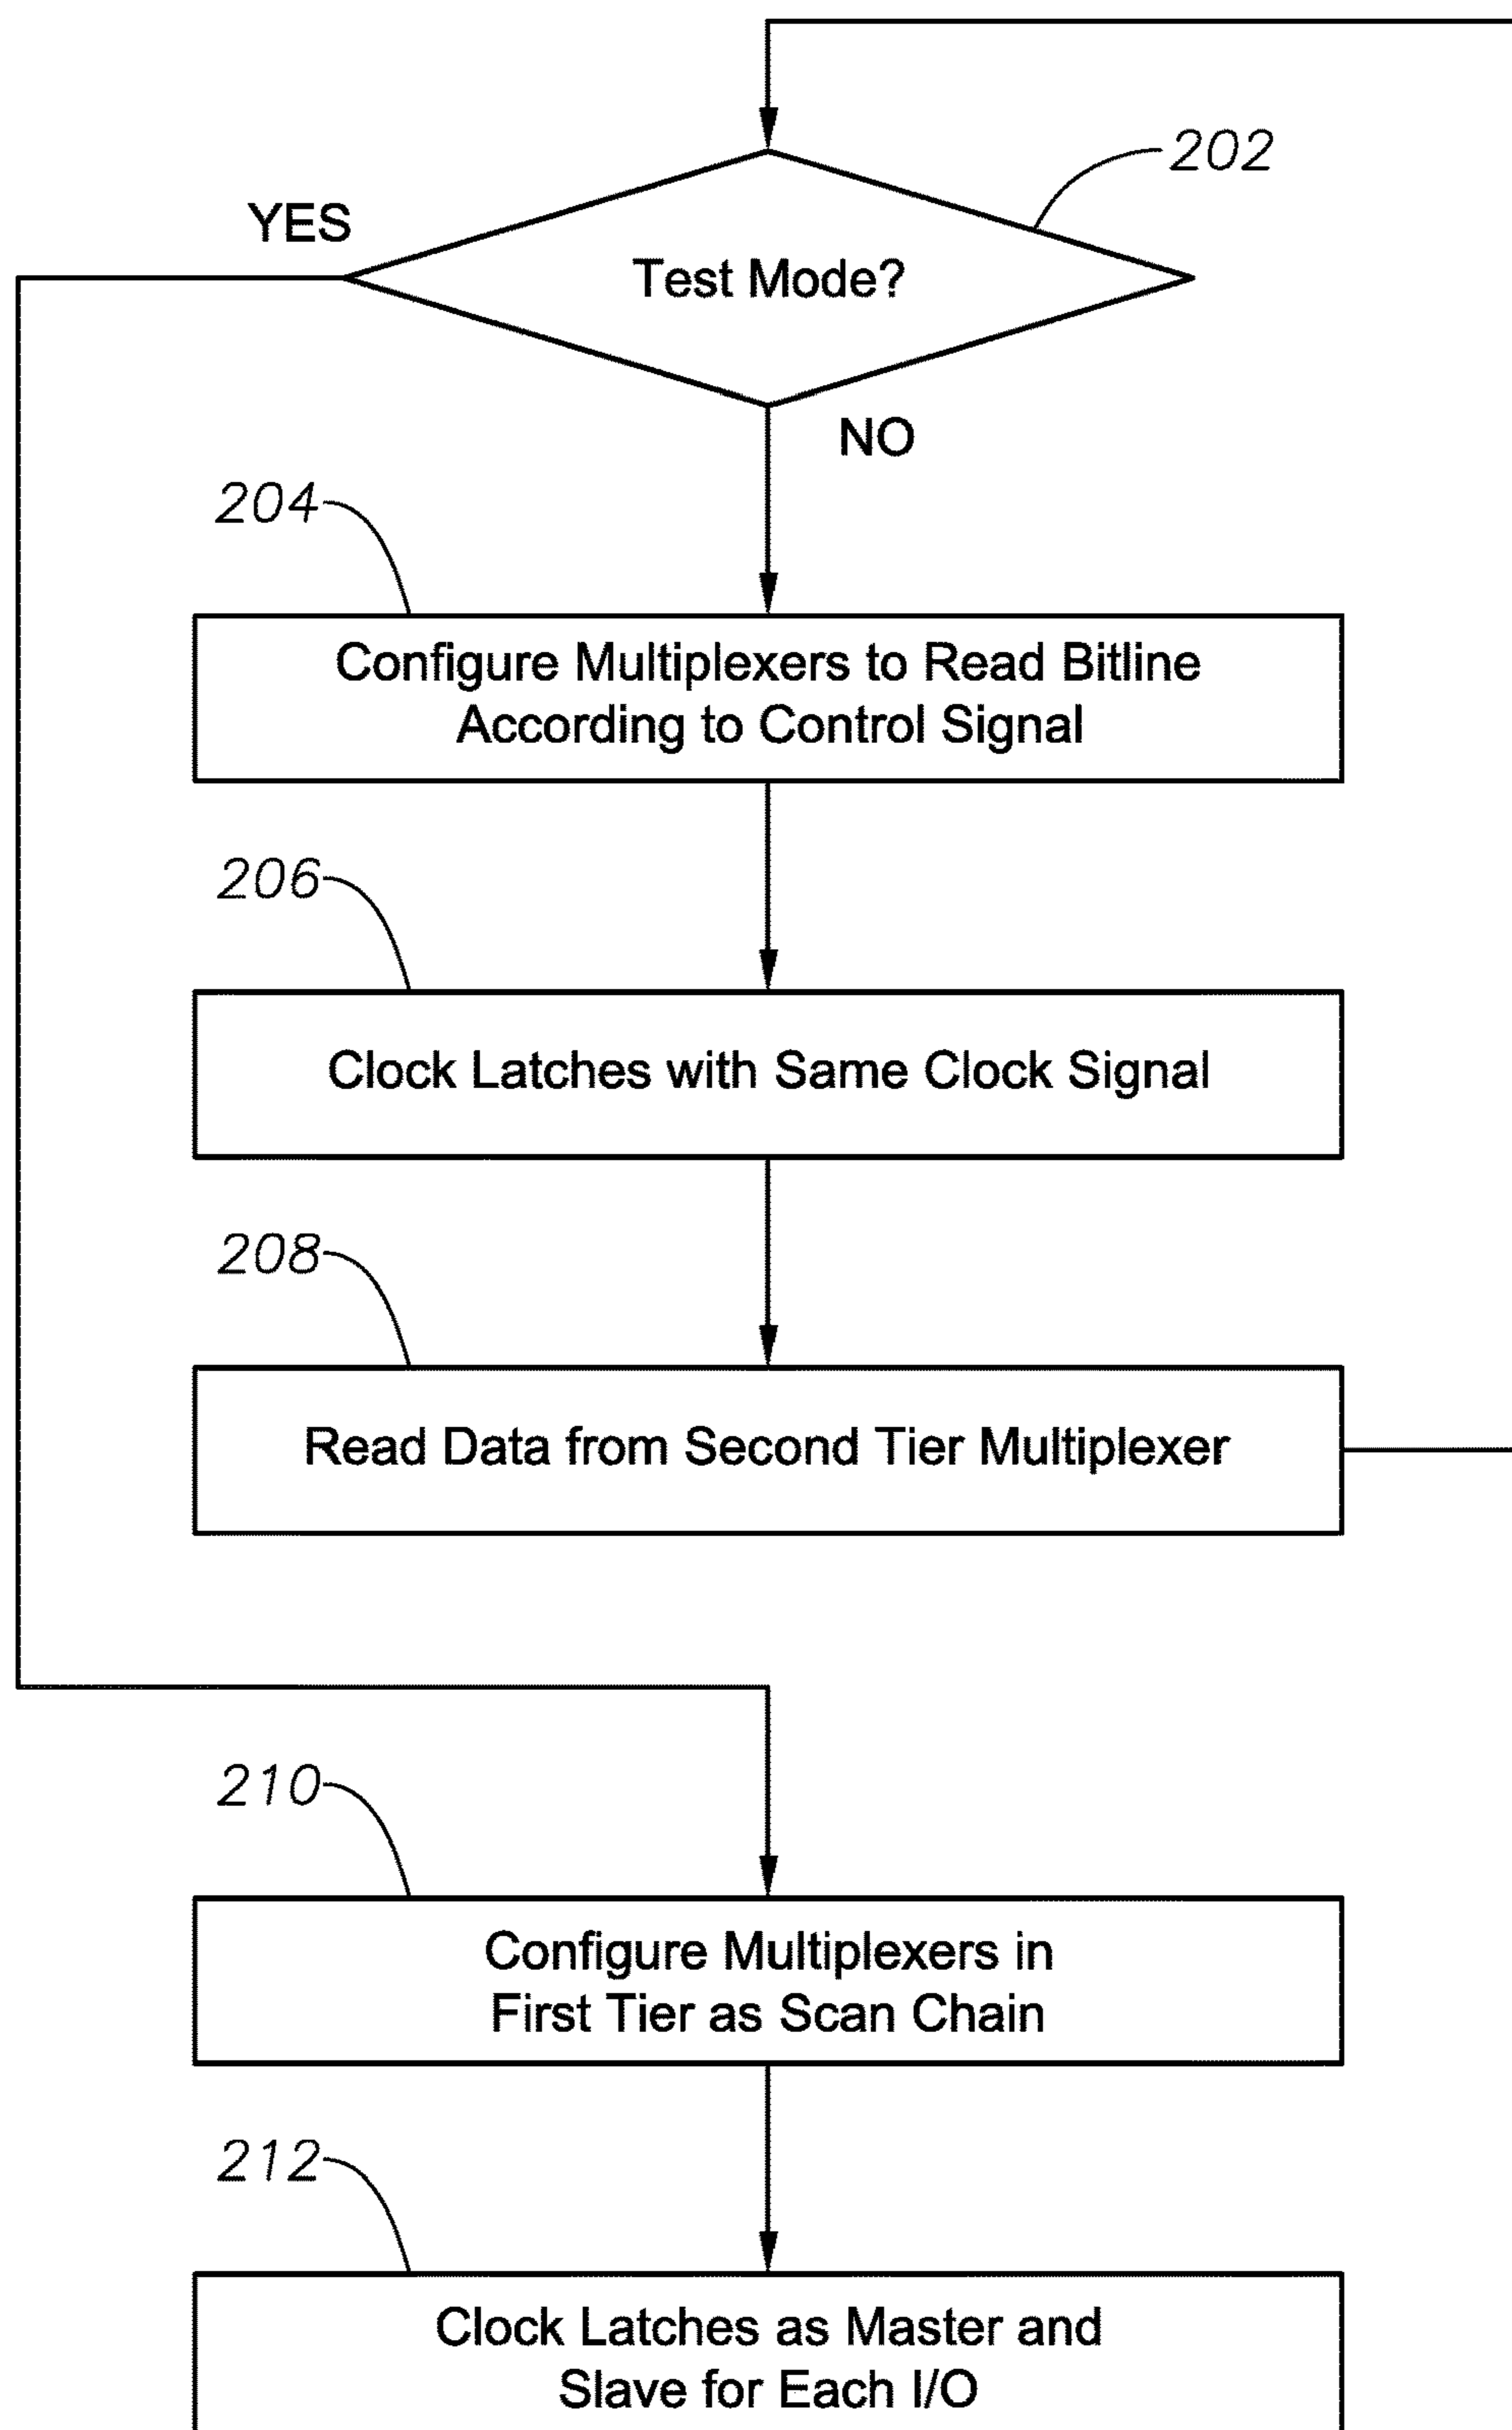 202
YES
Test Mode?
NO
204
Configure Multiplexers to Read Bitline
According to Control Signal
206
Clock Latches with Same Clock Signal
208
Read Data from Second Tier Multiplexer
210
Configure Multiplexers in
First Tier as Scan Chain
212
Clock Latches as Master and
Slave for Each I/O